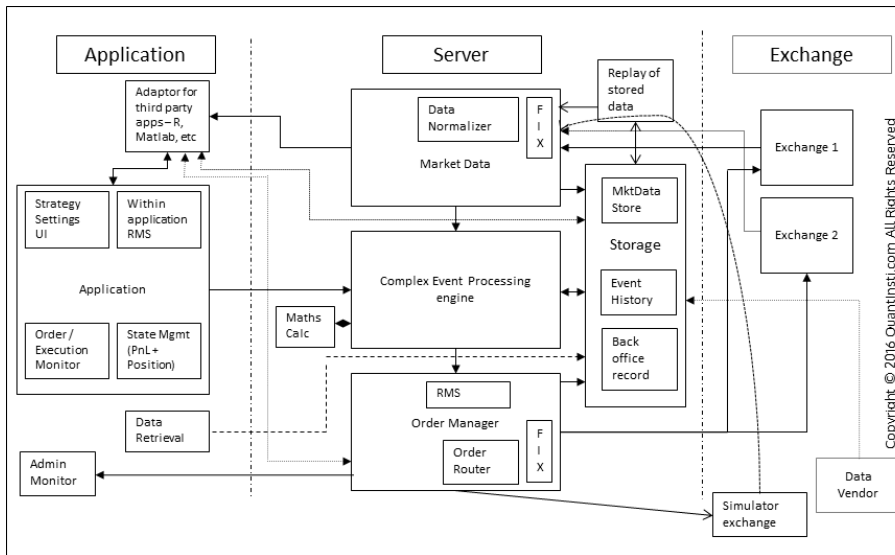 Application
Server
Exchange
Adaptor for
third party
apps – R,
Matlab, etc
Data
Normalizer
F
I
X
Market Data
Replay of
stored
data
Exchange 1
Exchange 2
Strategy
Settings
UI
Within
application
RMS
Application
Order /
Execution
Monitor
State Mgmt
(PnL +
Position)
Complex Event Processing
engine
Maths
Calc
MktData
Store
Storage
Event
History
Back
office
record
Data
Retrieval
Admin
Monitor
RMS
Order Manager
Order
Router
F
I
X
Simulator
exchange
Data
Vendor
Copyright © 2016 QuantInsti.com All Rights Reserved